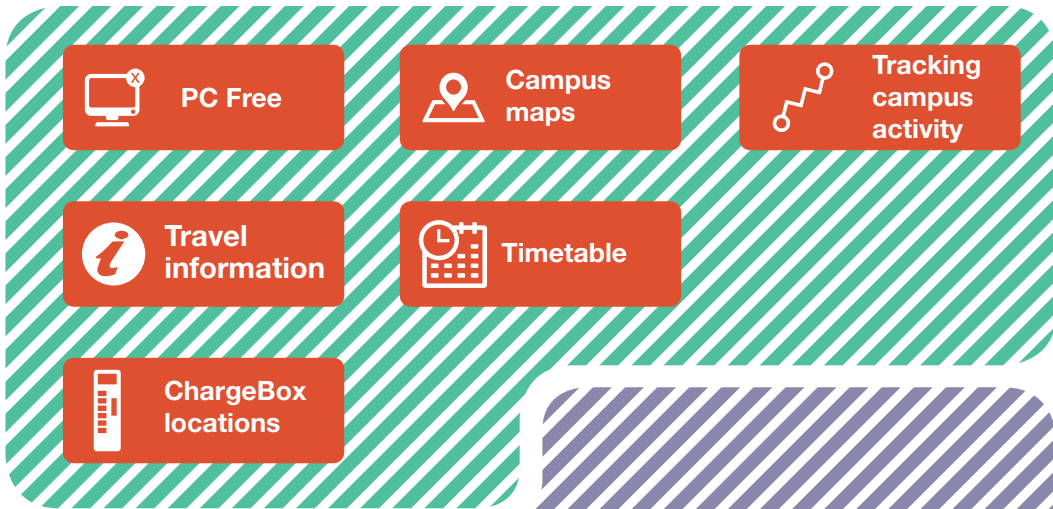 PC Free
Campus
maps
Tracking
campus
activity
Travel
information
Timetable
ChargeBox
locations